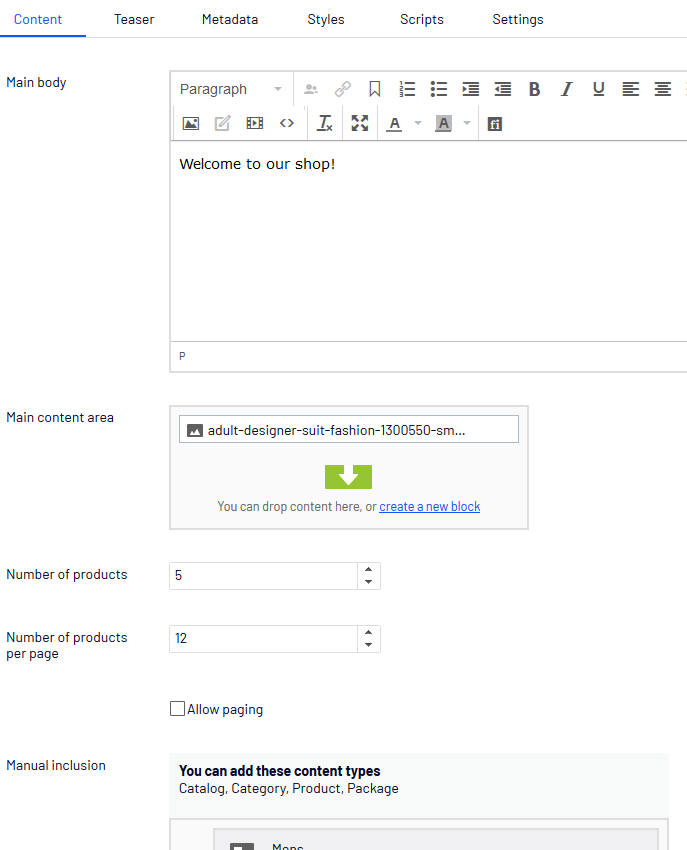 Content Teaser Metadata Styles Scripts Settings
Main body
Paragraph
Welcome to our shop!
P
Main content area
adult-designer-suit-fashion-1300550-sm...
You can drop content here, or create a new block
Number of products
5
Number of products
per page
12
Allow paging
Manual inclusion
You can add these content types
Catalog, Category, Product, Package